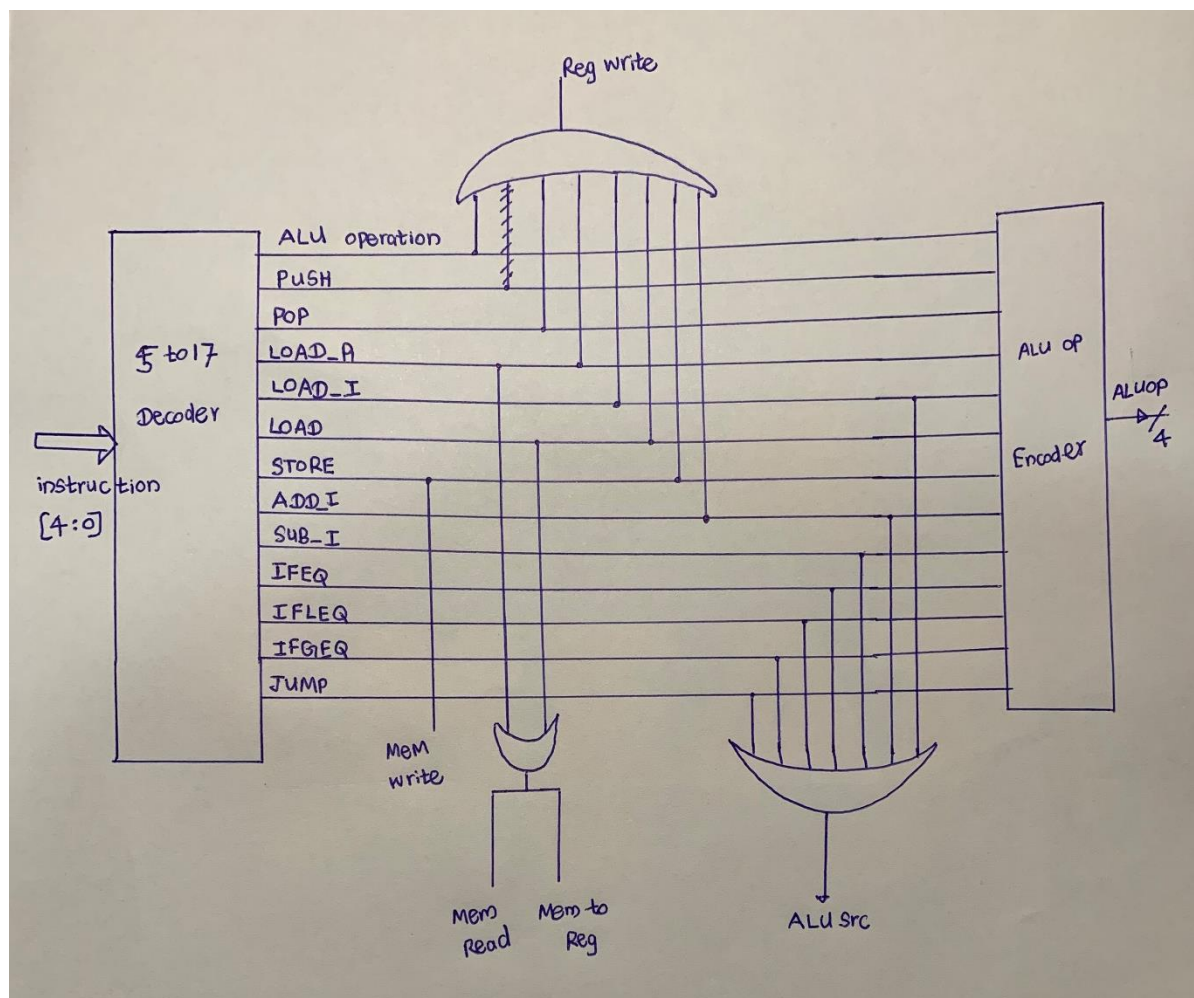 Reg write
ALU operation
PUSH
POP
LOAD_A
LOAD_I
LOAD
STORE
ADD_I
SUB_I
IFEQ
IFLEQ
IFGEQ
JUMP
5 to 17
Decoder
instruction
[4:0]
ALU OP
Encoder
ALUOP
4
Mem
write
Mem
Read
Mem to
Reg
ALU Src